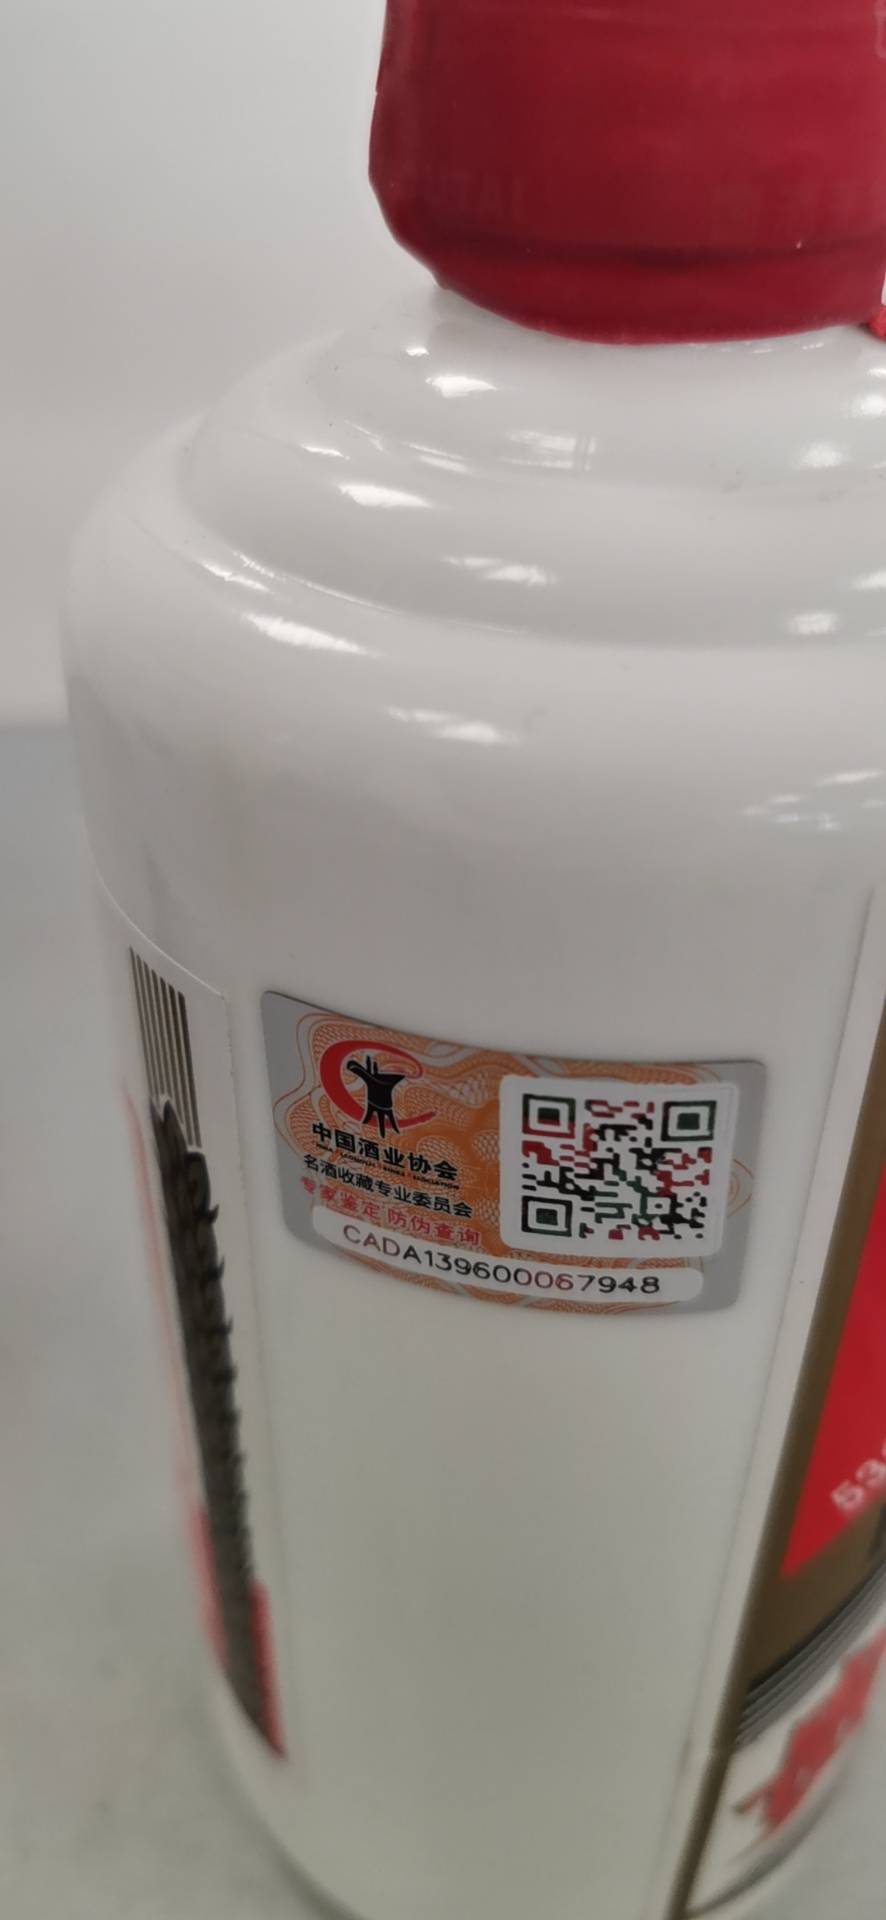 中国酒业协会
名酒收藏专业委员会
专家鉴定 防伪查询
CADA139600067948
53